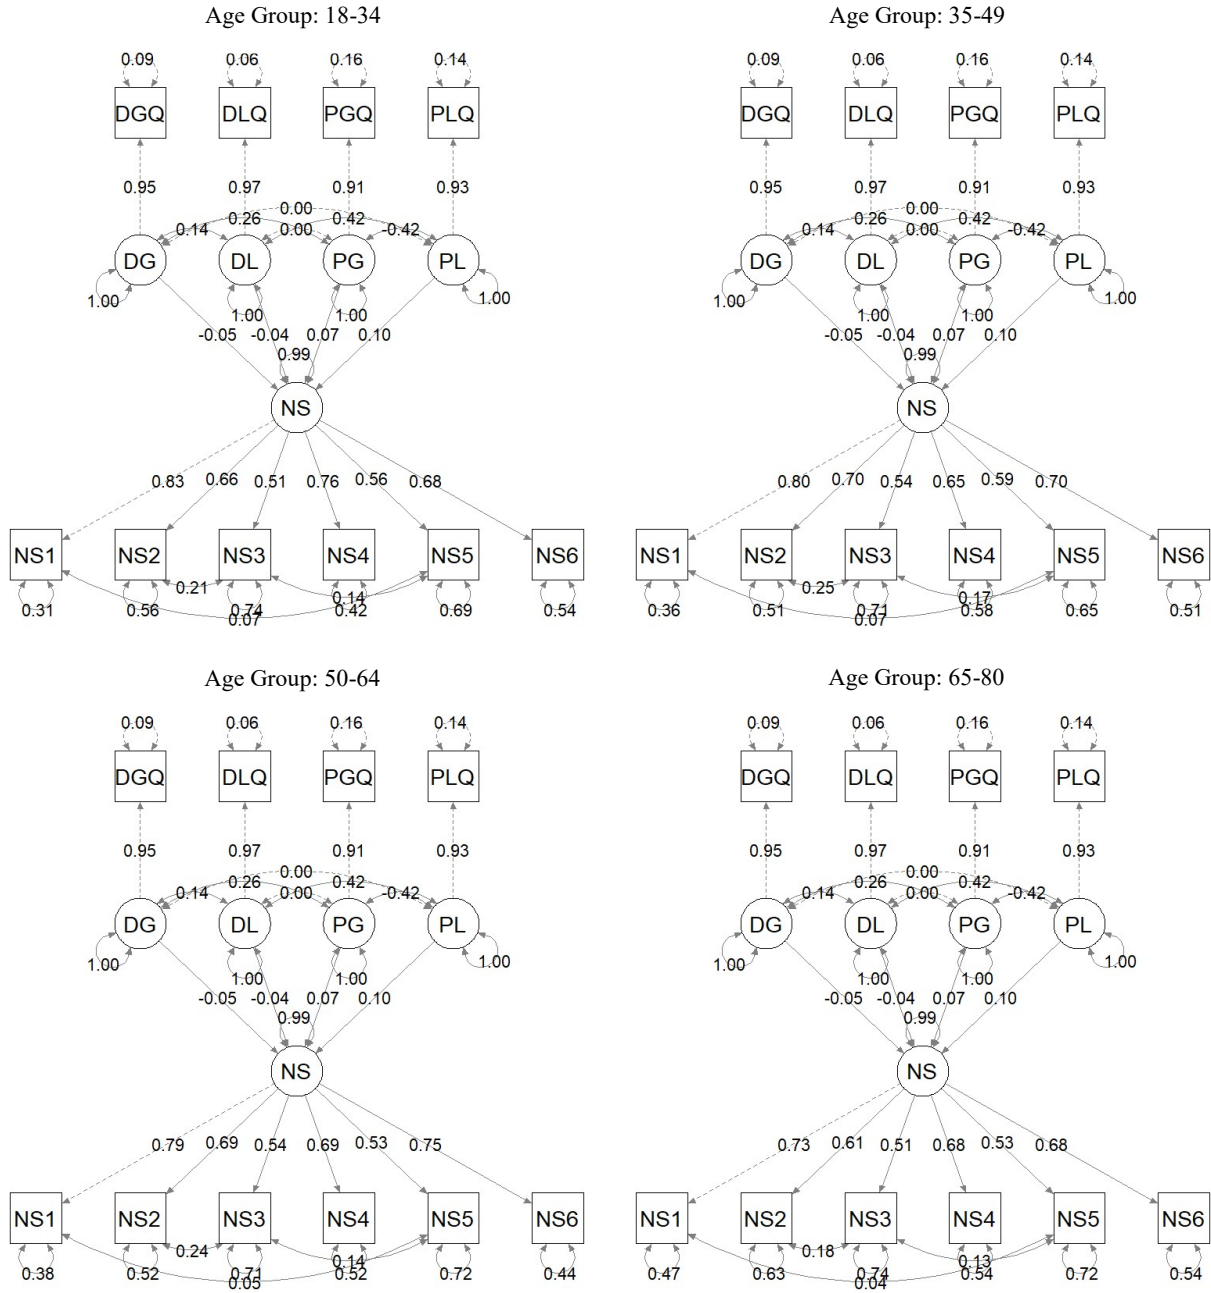 Age Group: 18-34
Age Group: 35-49
0.09 0.06 0.16 0.14
0.09 0.06 0.16 0.14
DGQ DLQ PGQ PLQ
DGQ DLQ PGQ PLQ
0.95 0.97 0.91 0.93
0.95 0.97 0.91 0.93
0.00
0.00
0.26 0.42
0.26 0.42
0.14 0.00 -0.42
0.14 0.00 -0.42
DG DL PG PL
DG DL PG PL
1.00 1.00
1.00 1.00
1.00 1.00
1.00 1.00
-0.05 -0.04 0.07 0.10
-0.05 -0.04 0.07 0.10
0.99
0.99
NS
NS
0.83 0.66 0.51 0.76 0.56 0.68
0.80 0.70 0.54 0.65 0.59 0.70
NS1 NS2 NS3 NS4 NS5 NS6
NS1 NS2 NS3 NS4 NS5 NS6
0.21 0.14
0.25 0.17
0.31 0.56 0.74 0.42 0.69 0.54
0.36 0.51 0.71 0.58 0.65 0.51
0.07
0.07
Age Group: 50-64
Age Group: 65-80
0.09 0.06 0.16 0.14
0.09 0.06 0.16 0.14
DGQ DLQ PGQ PLQ
DGQ DLQ PGQ PLQ
0.95 0.97 0.91 0.93
0.95 0.97 0.91 0.93
0.00
0.00
0.26 0.42
0.26 0.42
0.14 0.00 -0.42
0.14 0.00 -0.42
DG DL PG PL
DG DL PG PL
1.00 1.00
1.00 1.00
1.00 1.00
1.00 1.00
-0.05 -0.04 0.07 0.10
-0.05 -0.04 0.07 0.10
0.99
0.99
NS
NS
0.79 0.69 0.54 0.69 0.53 0.75
0.73 0.61 0.51 0.68 0.53 0.68
NS1 NS2 NS3 NS4 NS5 NS6
NS1 NS2 NS3 NS4 NS5 NS6
0.24 0.14
0.18 0.13
0.38 0.52 0.71 0.52 0.72 0.44
0.47 0.63 0.74 0.54 0.72 0.54
0.05
0.04